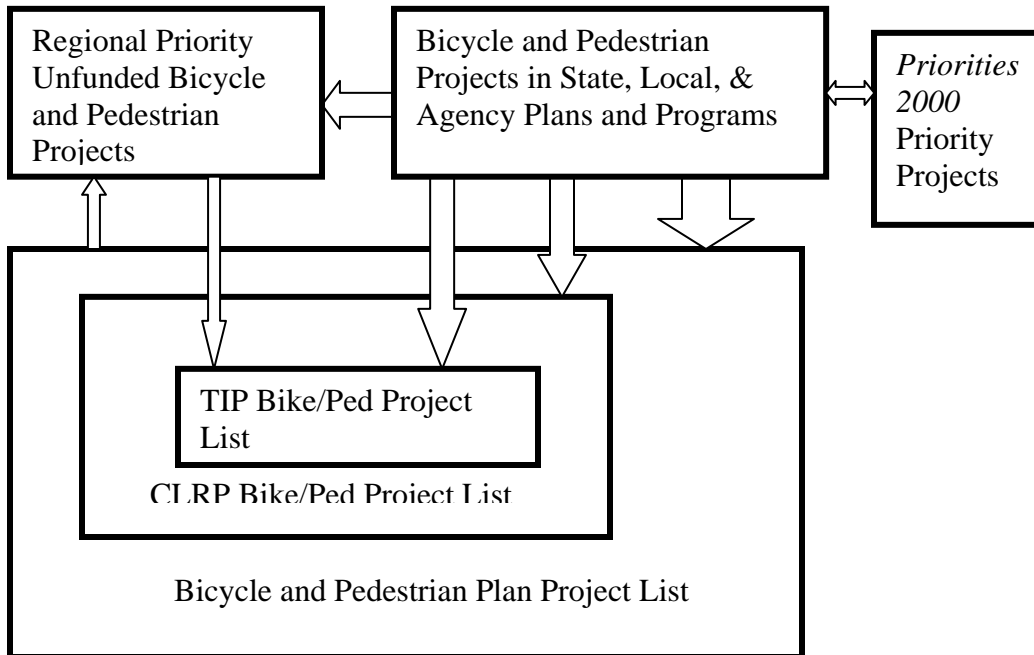 Regional Priority
Unfunded Bicycle
and Pedestrian
Projects
Bicycle and Pedestrian
Projects in State, Local, &
Agency Plans and Programs
Priorities
2000
Priority
Projects
TIP Bike/Ped Project
List
CLRP Bike/Ped Project List
Bicycle and Pedestrian Plan Project List